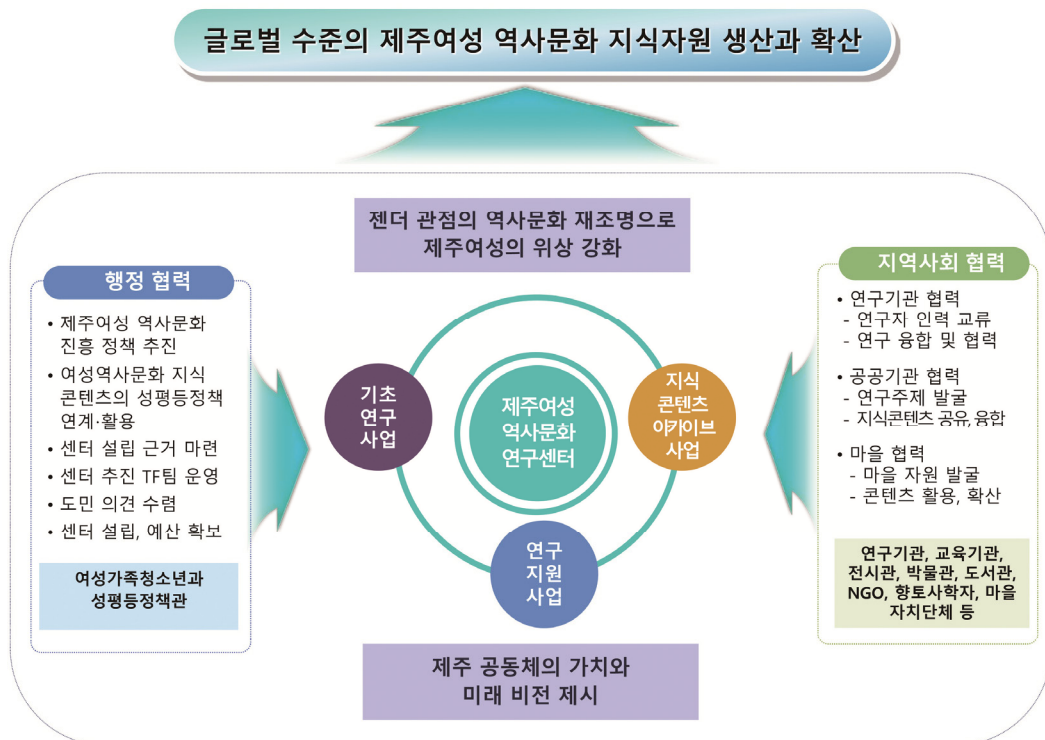 글로벌 수준의 제주여성 역사문화 지식자원 생산과 확산
젠더 관점의 역사문화 재조명으로
제주여성의 위상 강화
행정 협력
• 제주여성 역사문화
진흥 정책 추진
• 여성역사문화 지식
콘텐츠의 성평등정책
연계·활용
• 센터 설립 근거 마련
• 센터 추진 TF팀 운영
• 도민 의견 수렴
• 센터 설립, 예산 확보
여성가족청소년과
성평등정책관
기초
연구
사업
제주여성
역사문화
연구센터
지식
콘텐츠
아카이브
사업
연구
지원
사업
지역사회 협력
• 연구기관 협력
- 연구자 인력 교류
- 연구 융합 및 협력
• 공공기관 협력
- 연구주제 발굴
- 지식콘텐츠 공유, 융합
• 마을 협력
- 마을 자원 발굴
- 콘텐츠 활용, 확산
연구기관, 교육기관,
전시관, 박물관, 도서관,
NGO, 향토사학자, 마을
자치단체 등
제주 공동체의 가치와
미래 비전 제시